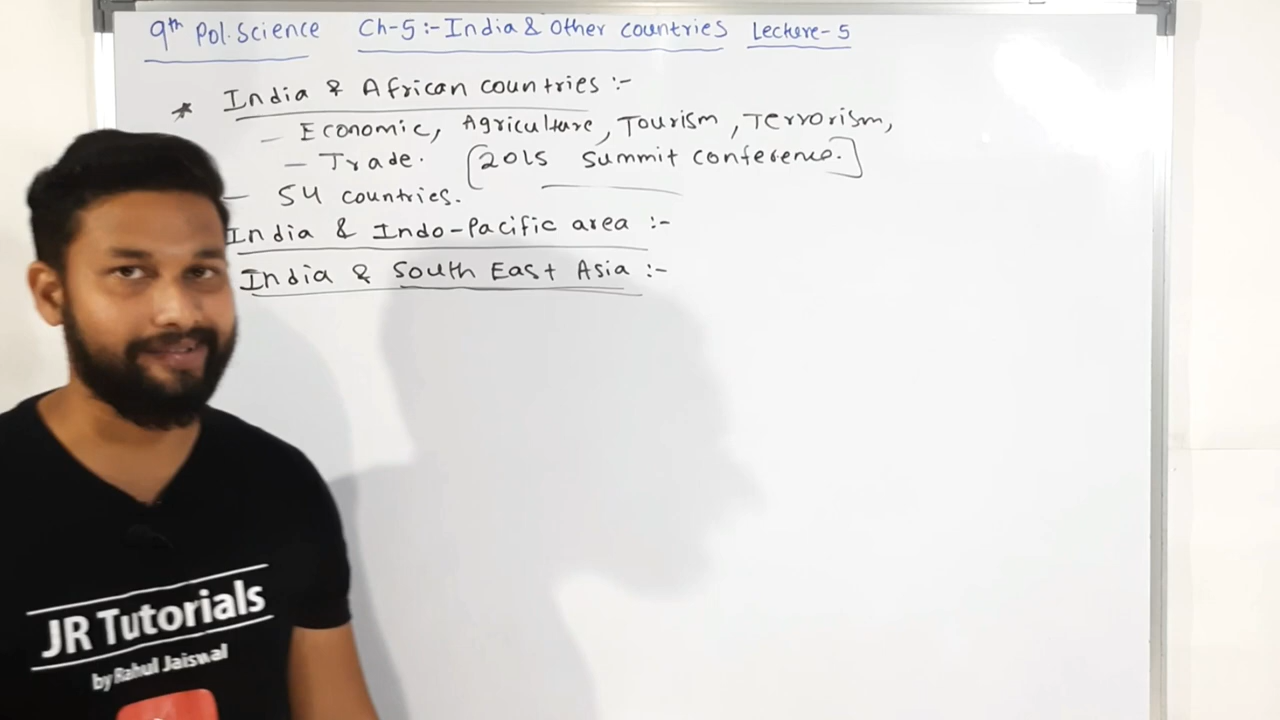 9th Pol. Science Ch-5:- India & Other countries Lecture-5
* India & African countries :-
- Economic, Agriculture, Tourism, Terrorism,
- Trade. [2015 Summit conference.]
- 54 countries.
India & Indo-Pacific area :-
India & South East Asia :-
JR Tutorials
by Rahul Jaiswal